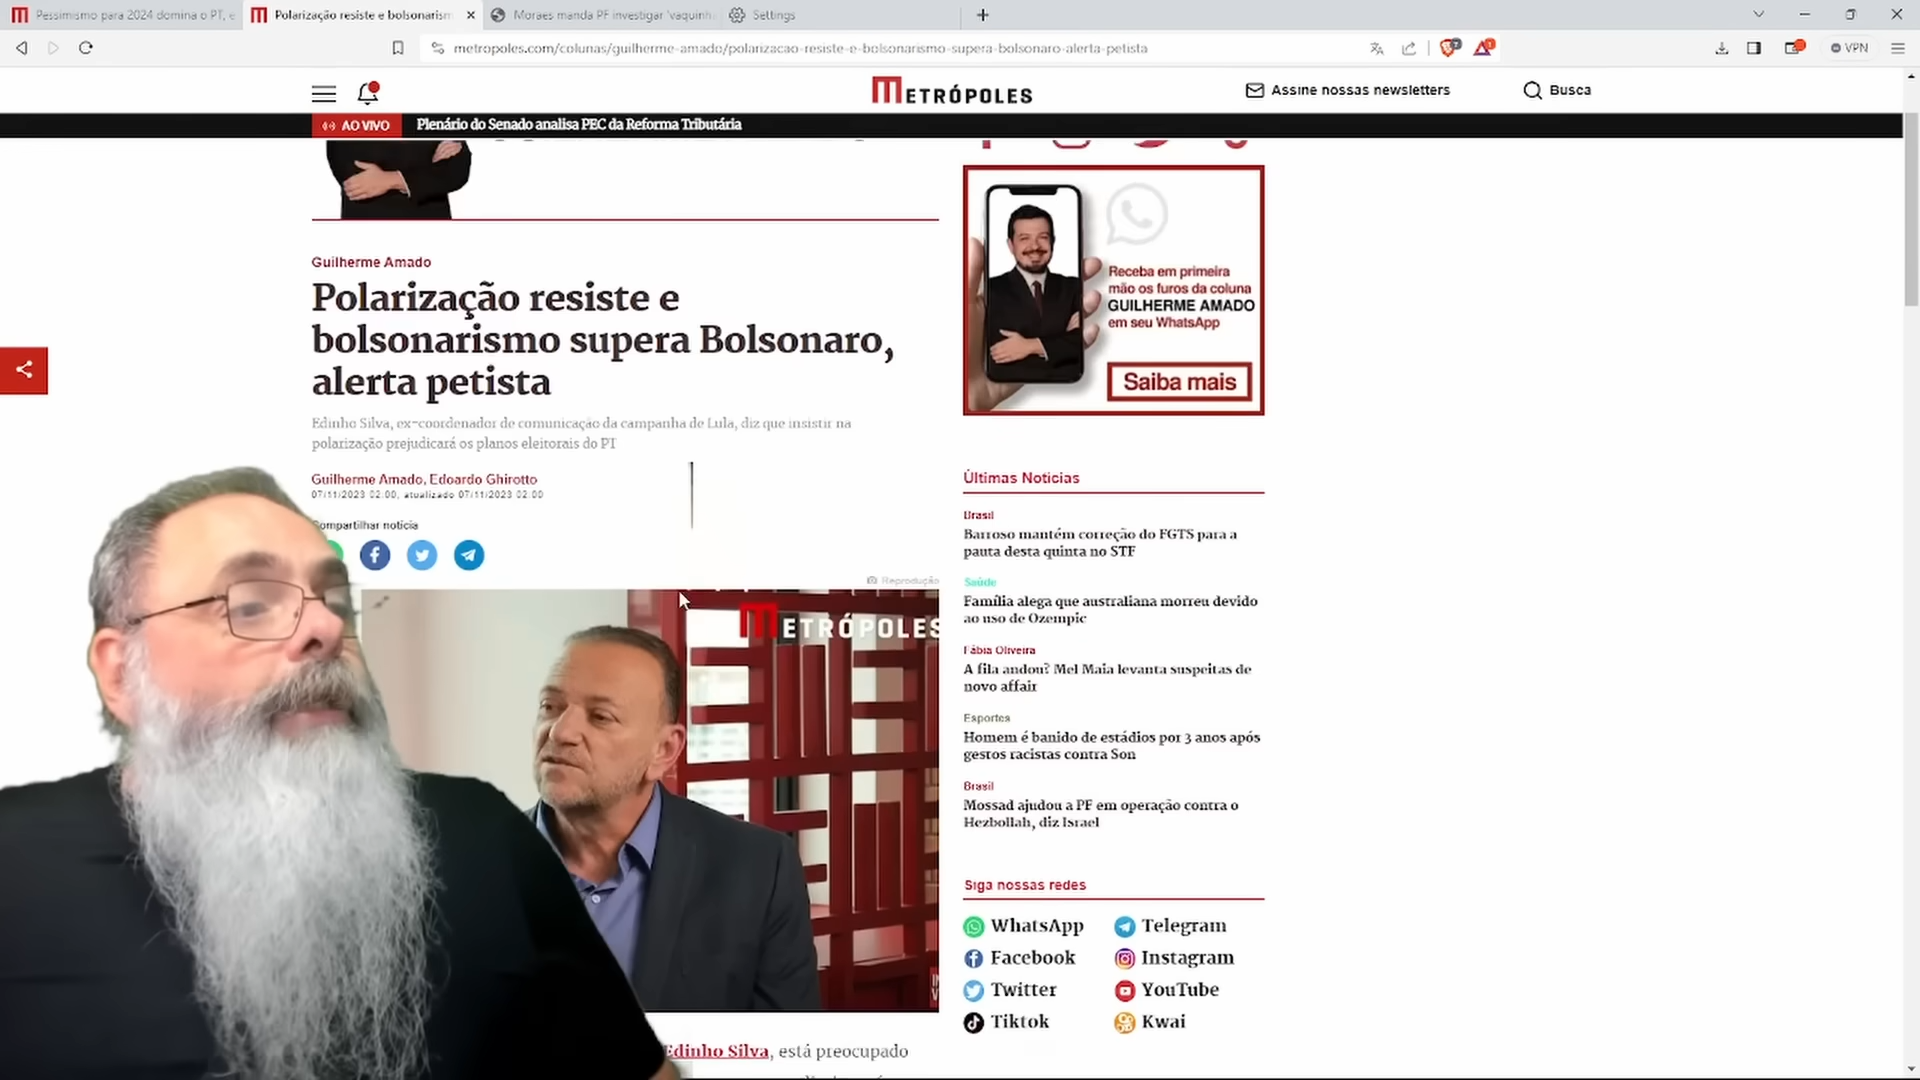 Pessimismo para 2024 domina o PT, e
Polarização resiste e bolsonarism
Moraes manda PF investigar 'vaquinh
Settings
metropoles.com/colunas/guilherme-amado/polarizacao-resiste-e-bolsonarismo-supera-bolsonaro-alerta-petista
VPN
METRÓPOLES
Assine nossas newsletters
Busca
AO VIVO
Plenário do Senado analisa PEC da Reforma Tributária
Guilherme Amado
Polarização resiste e
bolsonarismo supera Bolsonaro,
alerta petista
Edinho Silva, ex-coordenador de comunicação da campanha de Lula, diz que insistir na
polarização prejudicará os planos eleitorais do PT
Guilherme Amado, Edoardo Ghirotto
07/11/2023 02:00, atualizado 07/11/2023 02:00
ompartilhar notícia
Reprodução
METRÓPOLES
Edinho Silva, está preocupado
Receba em primeira
mão os furos da coluna
GUILHERME AMADO
em seu WhatsApp
Saiba mais
Últimas Notícias
Brasil
Barroso mantém correção do FGTS para a
pauta desta quinta no STF
Saúde
Família alega que australiana morreu devido
ao uso de Ozempic
Fábia Oliveira
A fila andou? Mel Maia levanta suspeitas de
novo affair
Esportes
Homem é banido de estádios por 3 anos após
gestos racistas contra Son
Brasil
Mossad ajudou a PF em operação contra o
Hezbollah, diz Israel
Siga nossas redes
WhatsApp
Telegram
Facebook
Instagram
Twitter
YouTube
Tiktok
Kwai